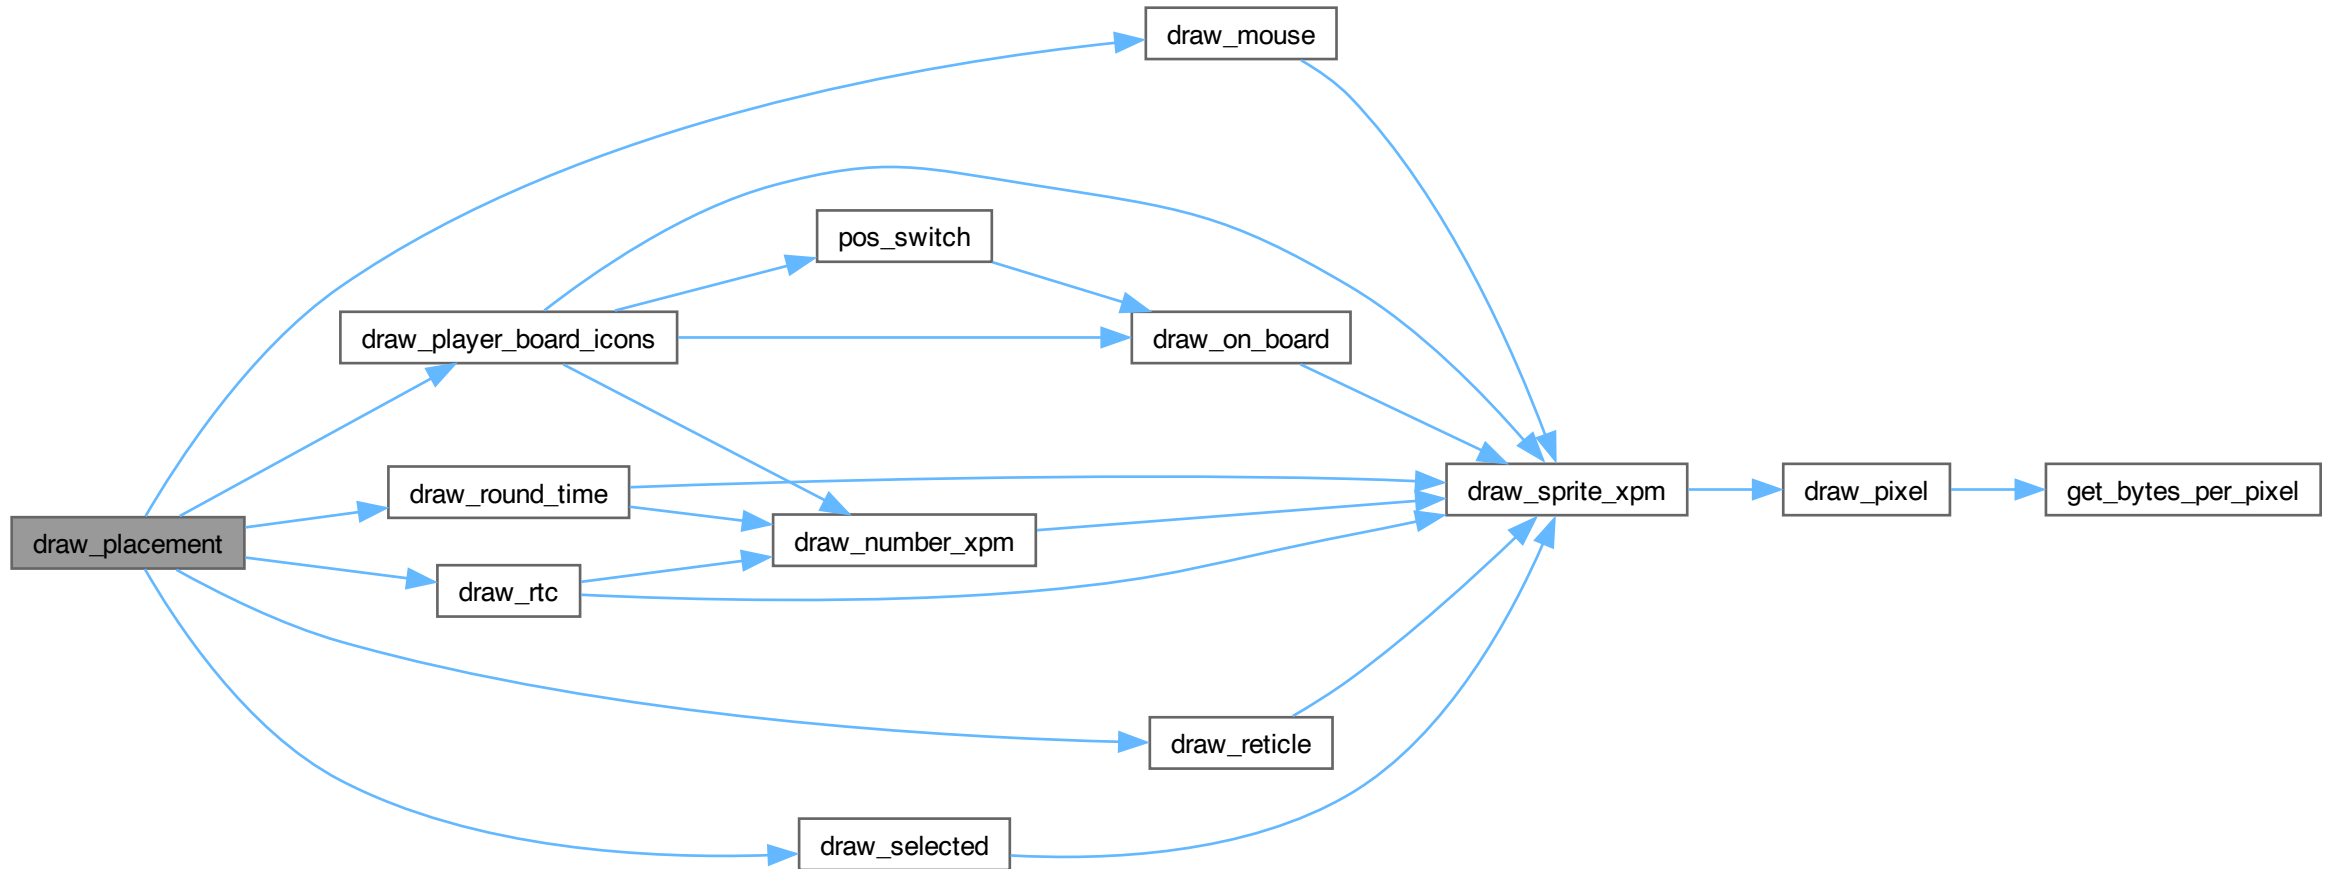 draw_mouse
pos_switch
draw_player_board_icons
draw_on_board
draw_round_time
draw_sprite_xpm
draw_pixel
get_bytes_per_pixel
draw_placement
draw_number_xpm
draw_rtc
draw_reticle
draw_selected